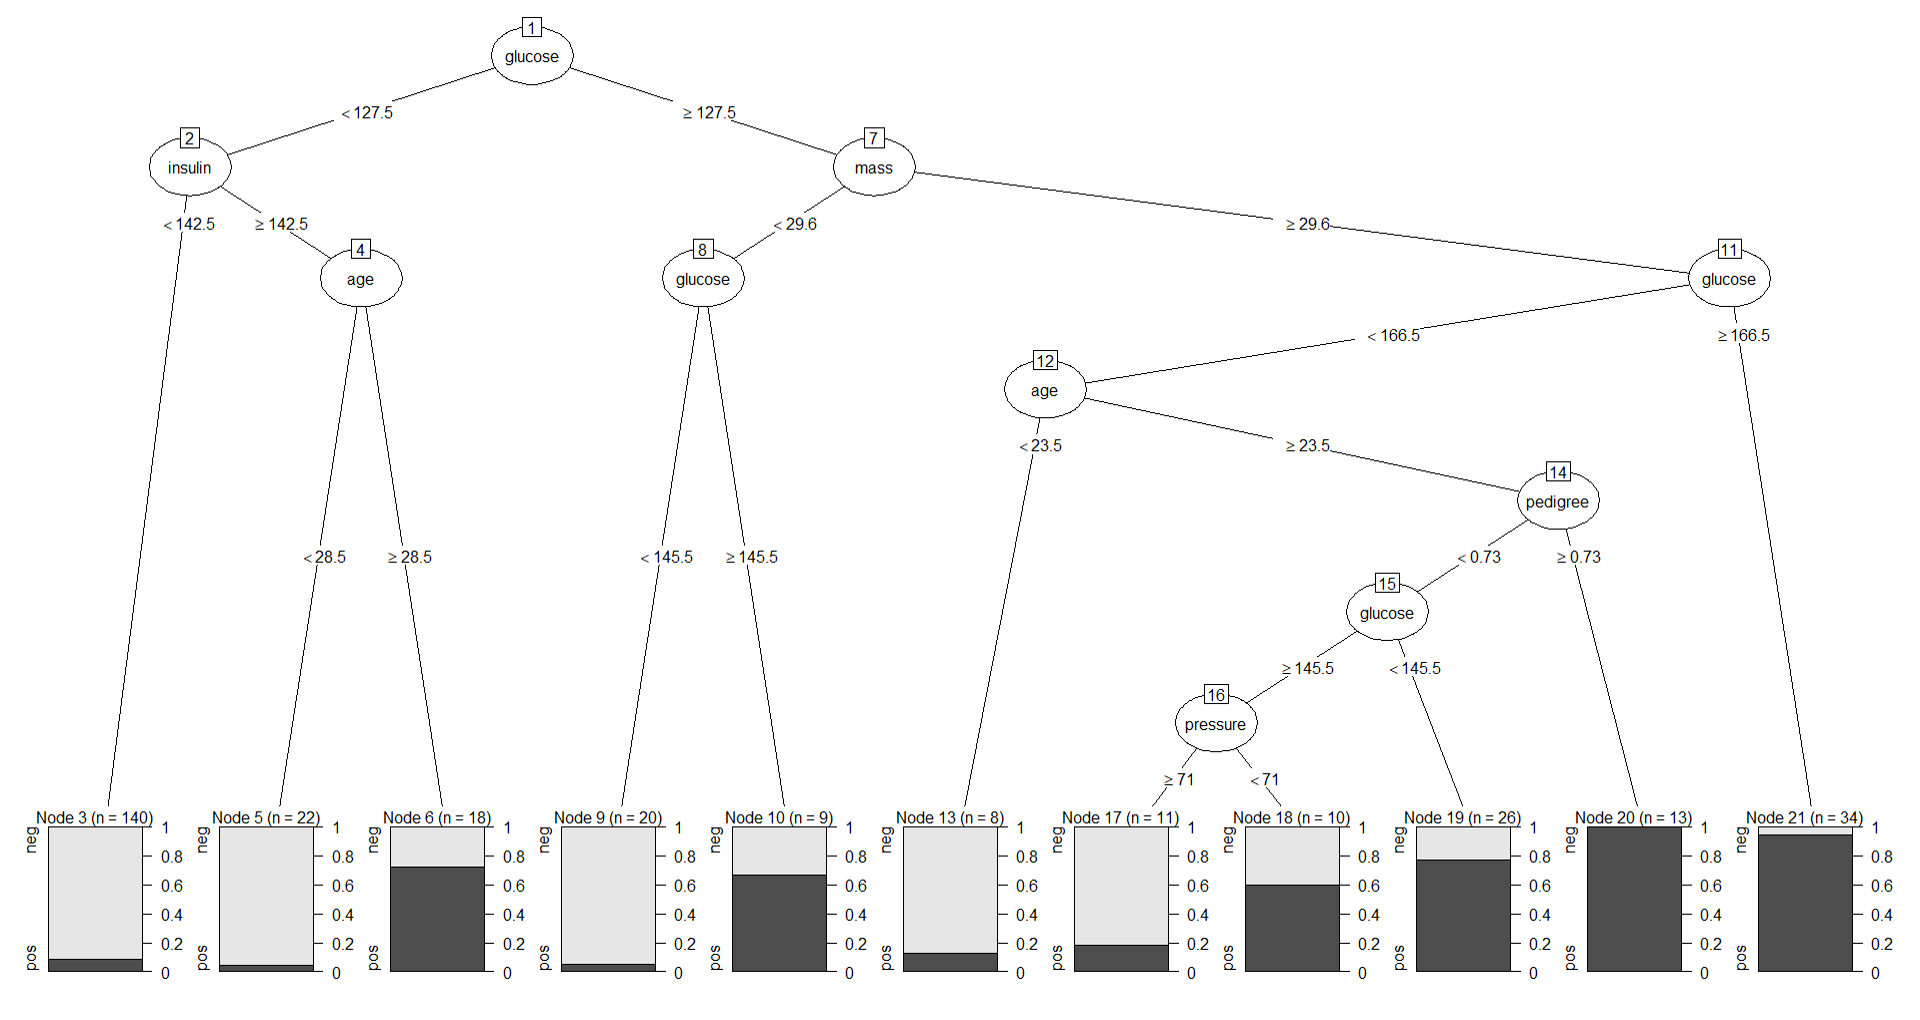 1
glucose
< 127.5
≥ 127.5
2
insulin
7
mass
< 142.5
≥ 142.5
< 29.6
≥ 29.6
4
age
8
glucose
11
glucose
< 166.5
≥ 166.5
12
age
< 23.5
≥ 23.5
14
pedigree
< 28.5
≥ 28.5
< 145.5
≥ 145.5
< 0.73
≥ 0.73
15
glucose
≥ 145.5
< 145.5
16
pressure
≥ 71
< 71
Node 3 (n = 140)
neg
pos
1
0.8
0.6
0.4
0.2
0
Node 5 (n = 22)
neg
pos
1
0.8
0.6
0.4
0.2
0
Node 6 (n = 18)
neg
pos
1
0.8
0.6
0.4
0.2
0
Node 9 (n = 20)
neg
pos
1
0.8
0.6
0.4
0.2
0
Node 10 (n = 9)
neg
pos
1
0.8
0.6
0.4
0.2
0
Node 13 (n = 8)
neg
pos
1
0.8
0.6
0.4
0.2
0
Node 17 (n = 11)
neg
pos
1
0.8
0.6
0.4
0.2
0
Node 18 (n = 10)
neg
pos
1
0.8
0.6
0.4
0.2
0
Node 19 (n = 26)
neg
pos
1
0.8
0.6
0.4
0.2
0
Node 20 (n = 13)
neg
pos
1
0.8
0.6
0.4
0.2
0
Node 21 (n = 34)
neg
pos
1
0.8
0.6
0.4
0.2
0